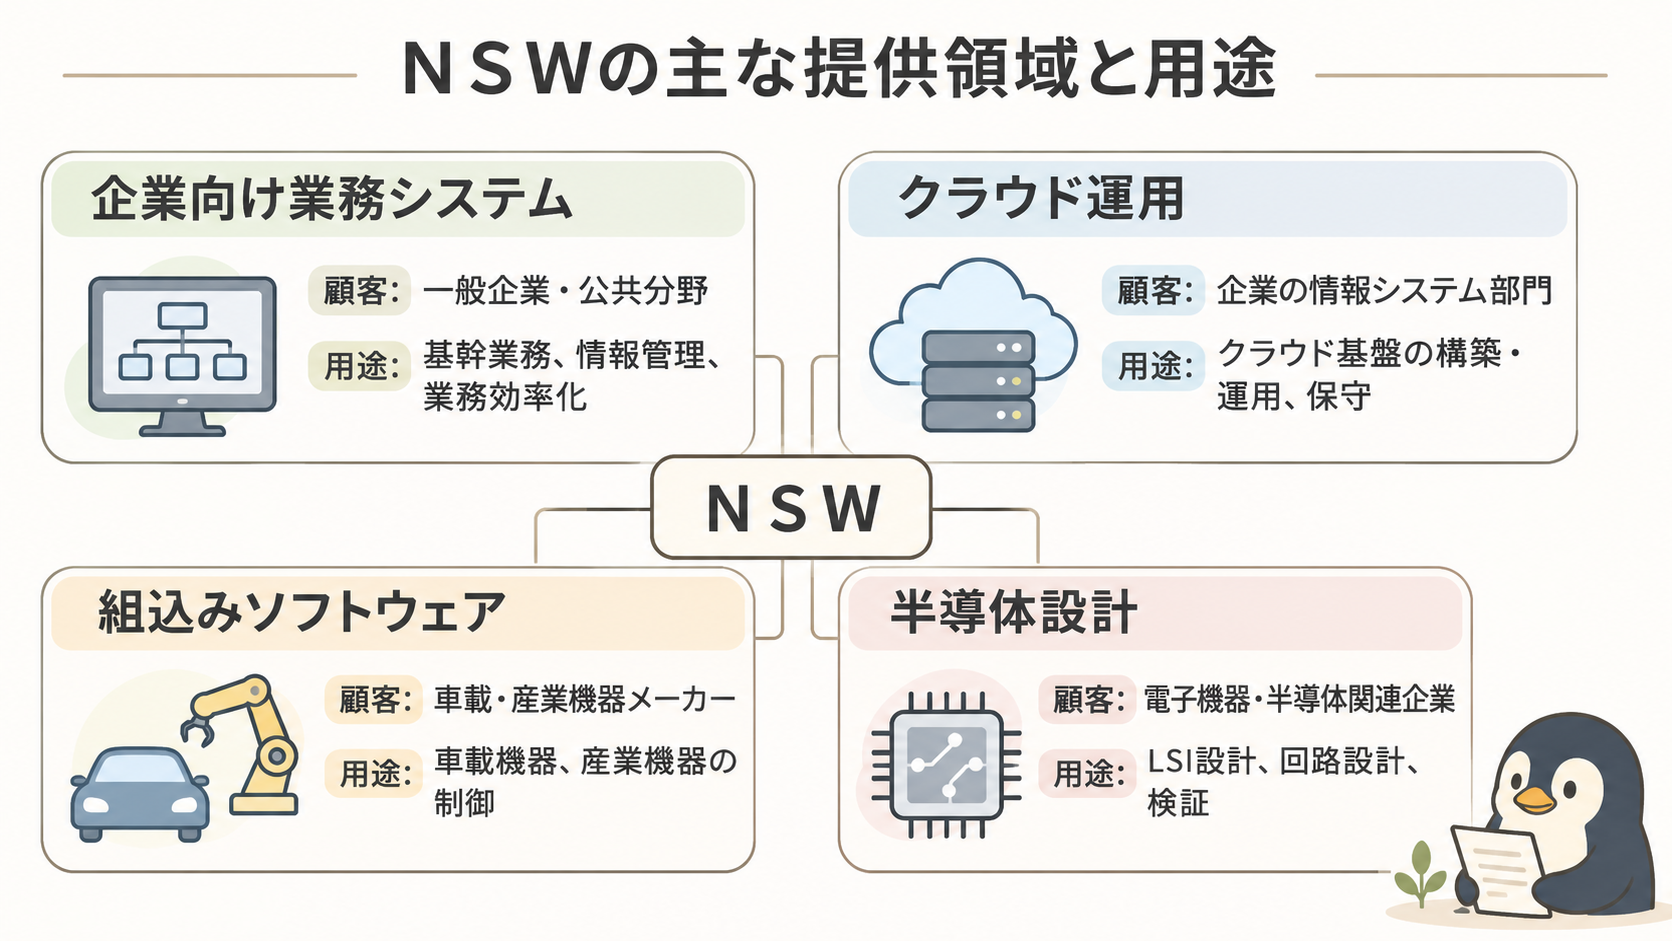 NSWの主な提供領域と用途
企業向け業務システム
顧客： 一般企業・公共分野
用途： 基幹業務、情報管理、
業務効率化
クラウド運用
顧客： 企業の情報システム部門
用途： クラウド基盤の構築・
運用、保守
NSW
組込みソフトウェア
顧客： 車載・産業機器メーカー
用途： 車載機器、産業機器の
制御
半導体設計
顧客： 電子機器・半導体関連企業
用途： LSI設計、回路設計、
検証